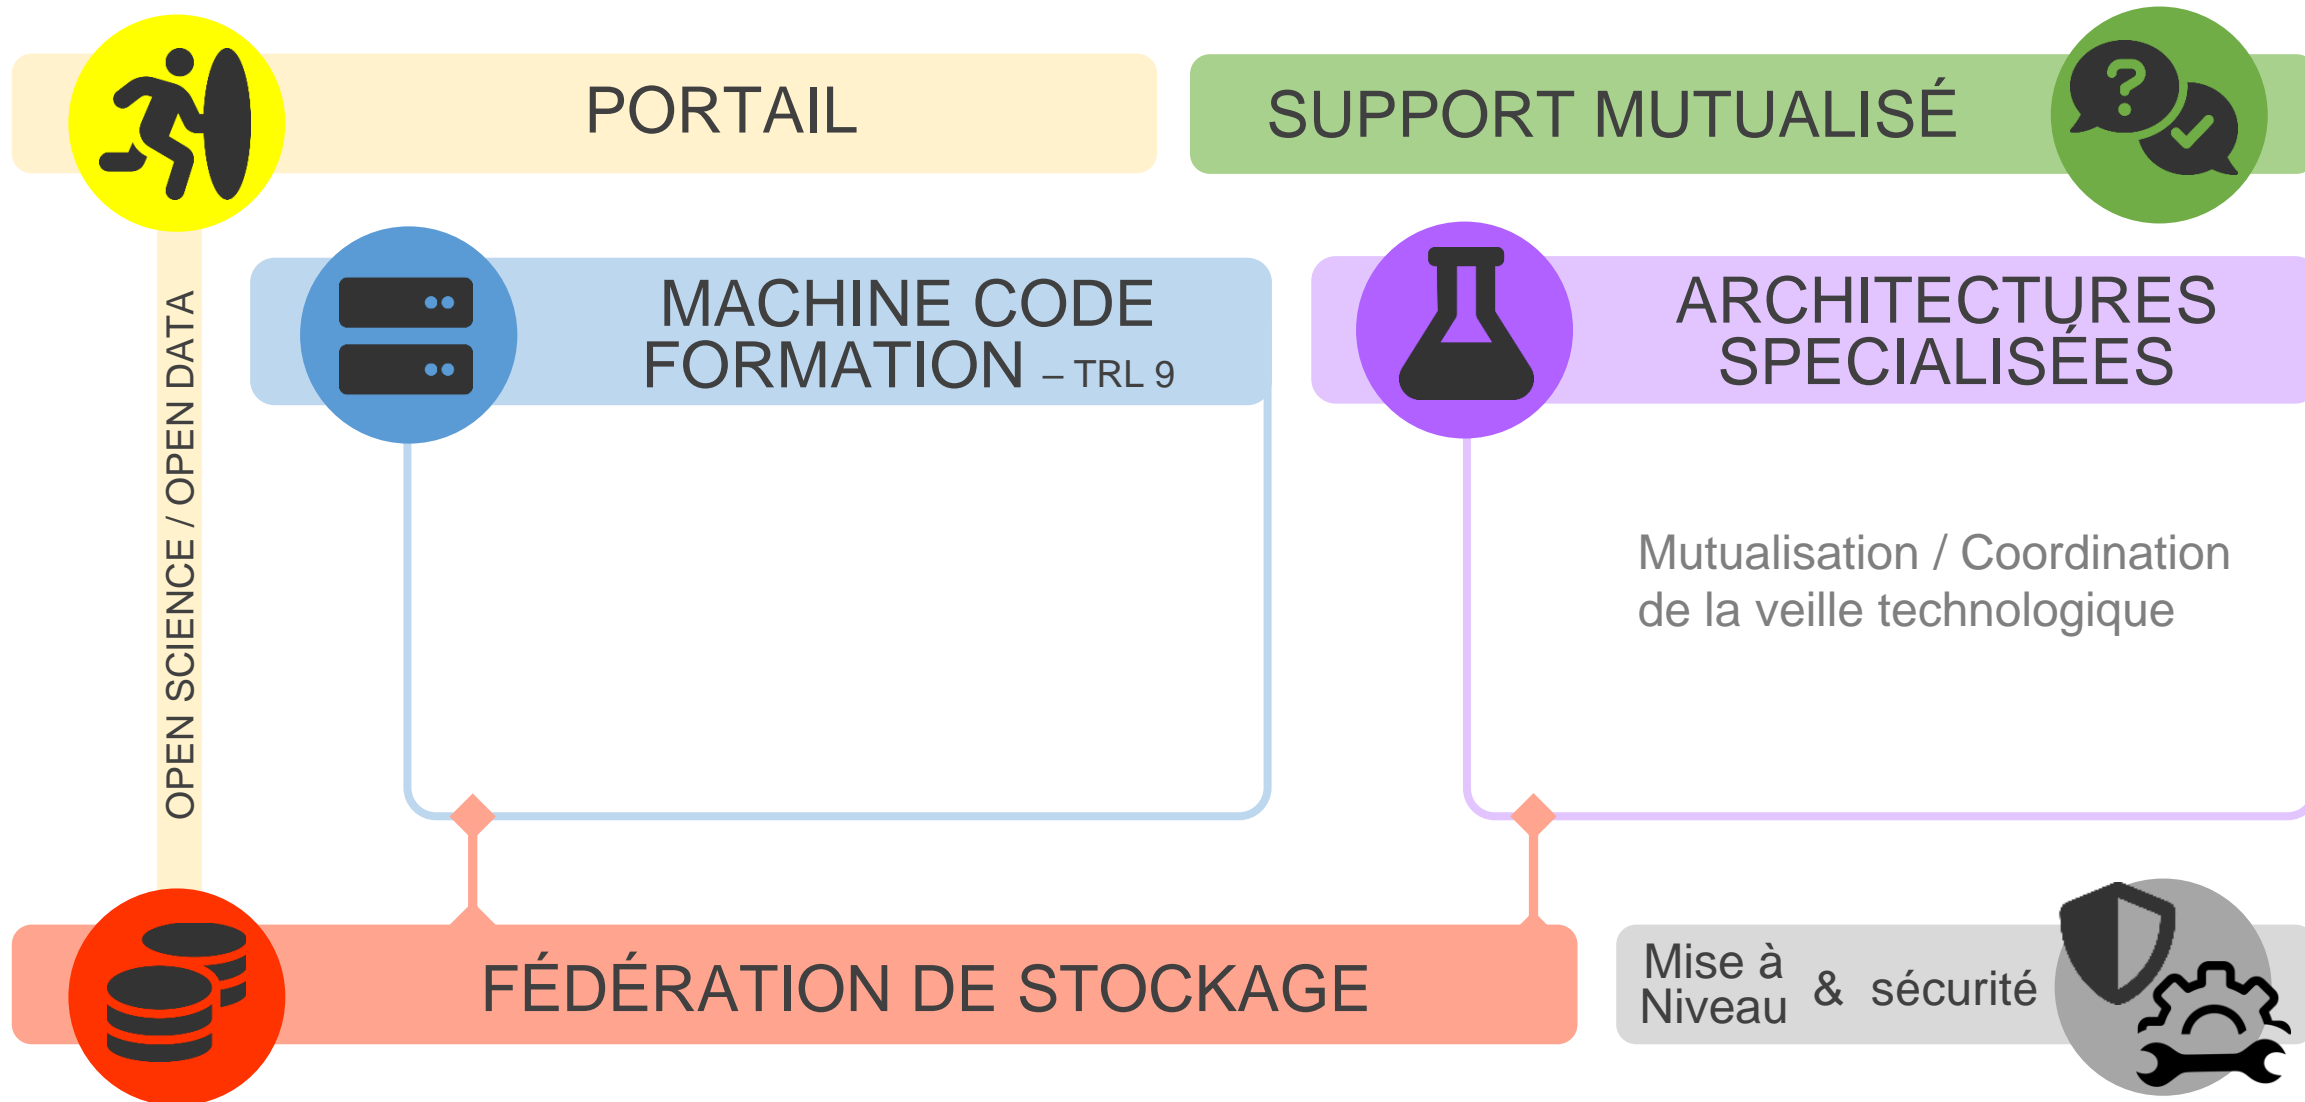 PORTAIL
SUPPORT MUTUALISÉ
MACHINE CODE
FORMATION – TRL 9
ARCHITECTURES
SPECIALISÉES
OPEN SCIENCE / OPEN DATA
Mutualisation / Coordination
de la veille technologique
FÉDÉRATION DE STOCKAGE
Mise à
Niveau & sécurité